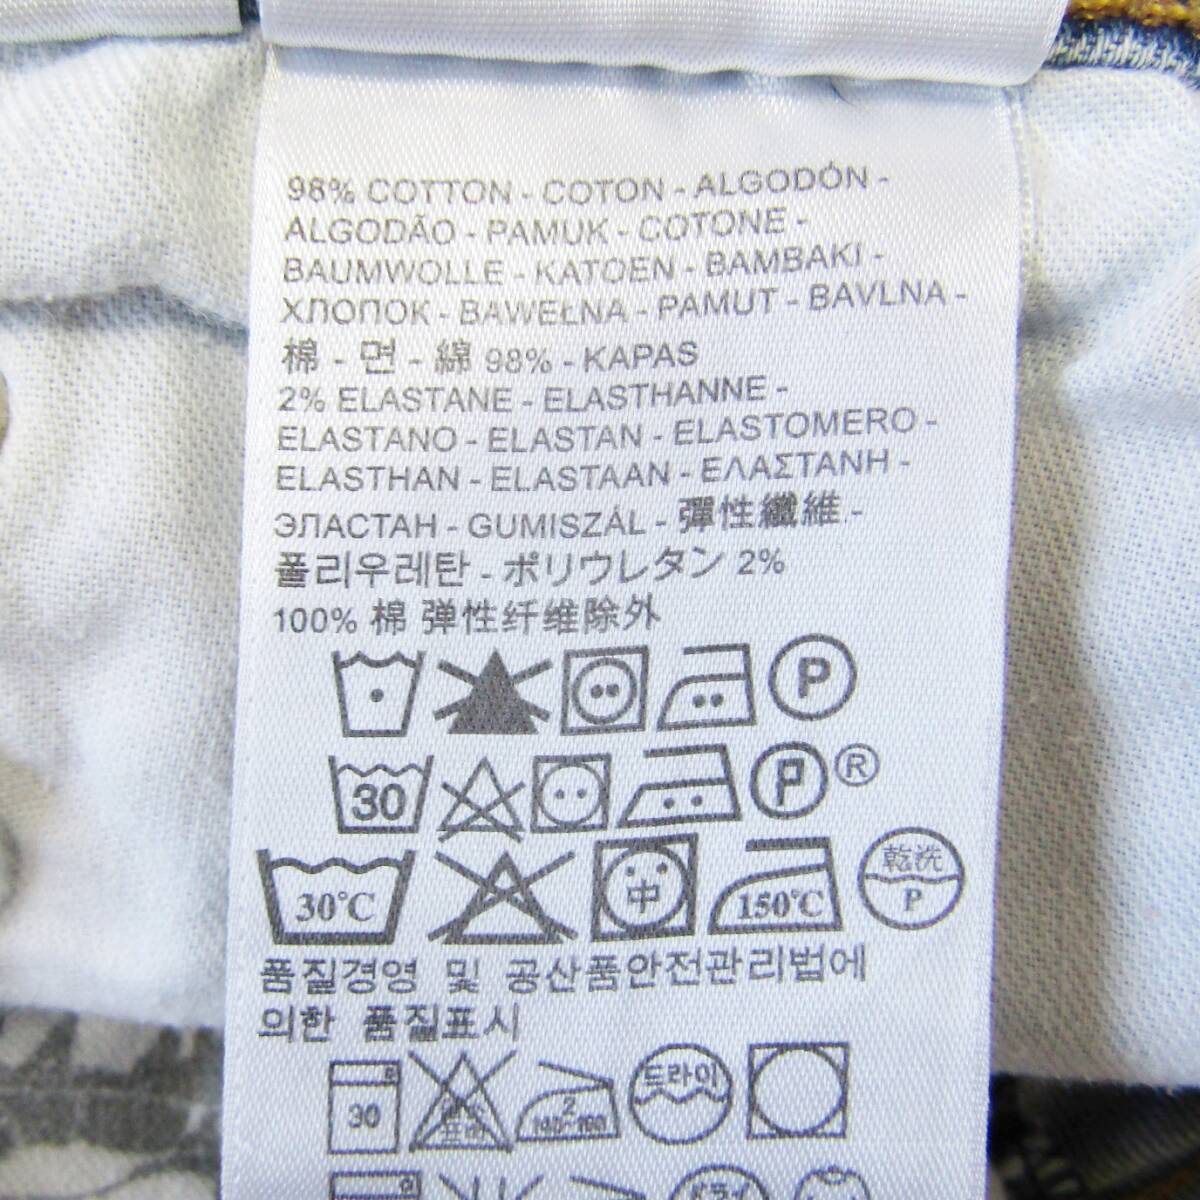 98% COTTON - COTON - ALGODÓN -
ALGODÃO - PAMUK - COTONE -
BAUMWOLLE - KATOEN - BAMBAKI -
ХЛОПОК - BAWEŁNA - PAMUT - BAVLNA -
棉 - 면 - 綿 98% - KAPAS
2% ELASTANE - ELASTHANNE -
ELASTANO - ELASTAN - ELASTOMERO -
ELASTHAN - ELASTAAN - ΕΛΑΣΤΑΝΗ -
ЭЛАСТАН - GUMISZÁL - 彈性纖維 -
폴리우레탄 - ポリウレタン 2%
100% 棉 弹性纤维除外
P
30 P ®
30°C 中 150°C 乾洗 P
품질경영 및 공산품안전관리법에
의한 품질표시
30 2 드라이